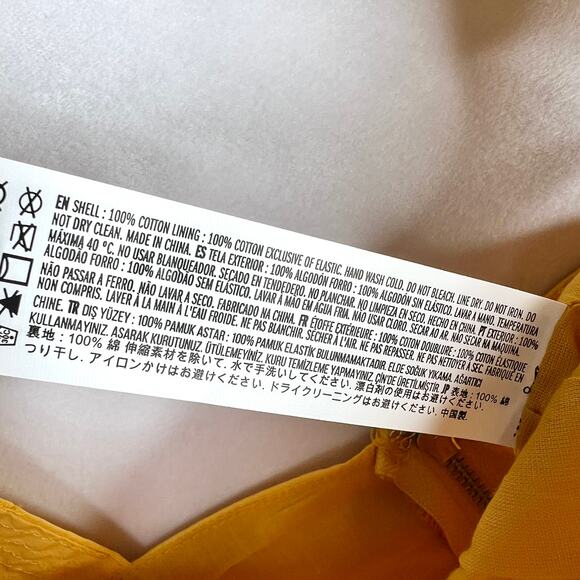 EN SHELL : 100% COTTON LINING : 100% COTTON EXCLUSIVE OF ELASTIC. HAND WASH COLD. DO NOT BLEACH. LINE DRY. DO NOT IRON. DO
NOT DRY CLEAN. MADE IN CHINA. ES TELA EXTERIOR : 100% ALGODON FORRO : 100% ALGODÓN SIN ELÁSTICO. LAVAR A MANO, TEMPERATURA
MÁXIMA 40 °C. NO USAR BLANQUEADOR. SECADO EN TENDEDERO. NO PLANCHAR. NO LIMPIEZA EN SECO. HECHO EN CHINA. PT EXTERIOR : 100%
ALGODÃO FORRO : 100% ALGODÃO SEM ELÁSTICO. LAVAR À MÃO EM ÁGUA FRIA. NÃO USAR CLORO. SECAR AO AR. NÃO SECAR NA MÁQUINA.
NÃO PASSAR A FERRO. NÃO LAVAR A SECO. FABRICADO NA CHINA. FR ÉTOFFE EXTÉRIEURE : 100% COTON DOUBLURE : 100% COTON ÉLASTIQUE
NON COMPRIS. LAVER À LA MAIN À L'EAU FROIDE. NE PAS BLANCHIR. SÉCHER À L'AIR. NE PAS REPASSER. NE PAS NETTOYER À SEC. FABRIQUÉ EN
CHINE. TR DIŞ YÜZEY : 100% PAMUK ASTAR : 100% PAMUK ELASTİK BULUNMAMAKTADIR. ELDE SOĞUK YIKAMA. AĞARTICI
KULLANMAYINIZ. ASARAK KURUTUNUZ. ÜTÜLEMEYİNİZ. KURU TEMİZLEME YAPMAYINIZ. ÇİN'DE ÜRETİLMİŞTİR. JP 表地 : 100% 綿
裏地 : 100% 綿 伸縮素材を除いて. 水で手洗いしてください. 漂白剤の使用はお避けください.
つり干し. アイロンかけはお避けください. ドライクリーニングはお避けください. 中国製.